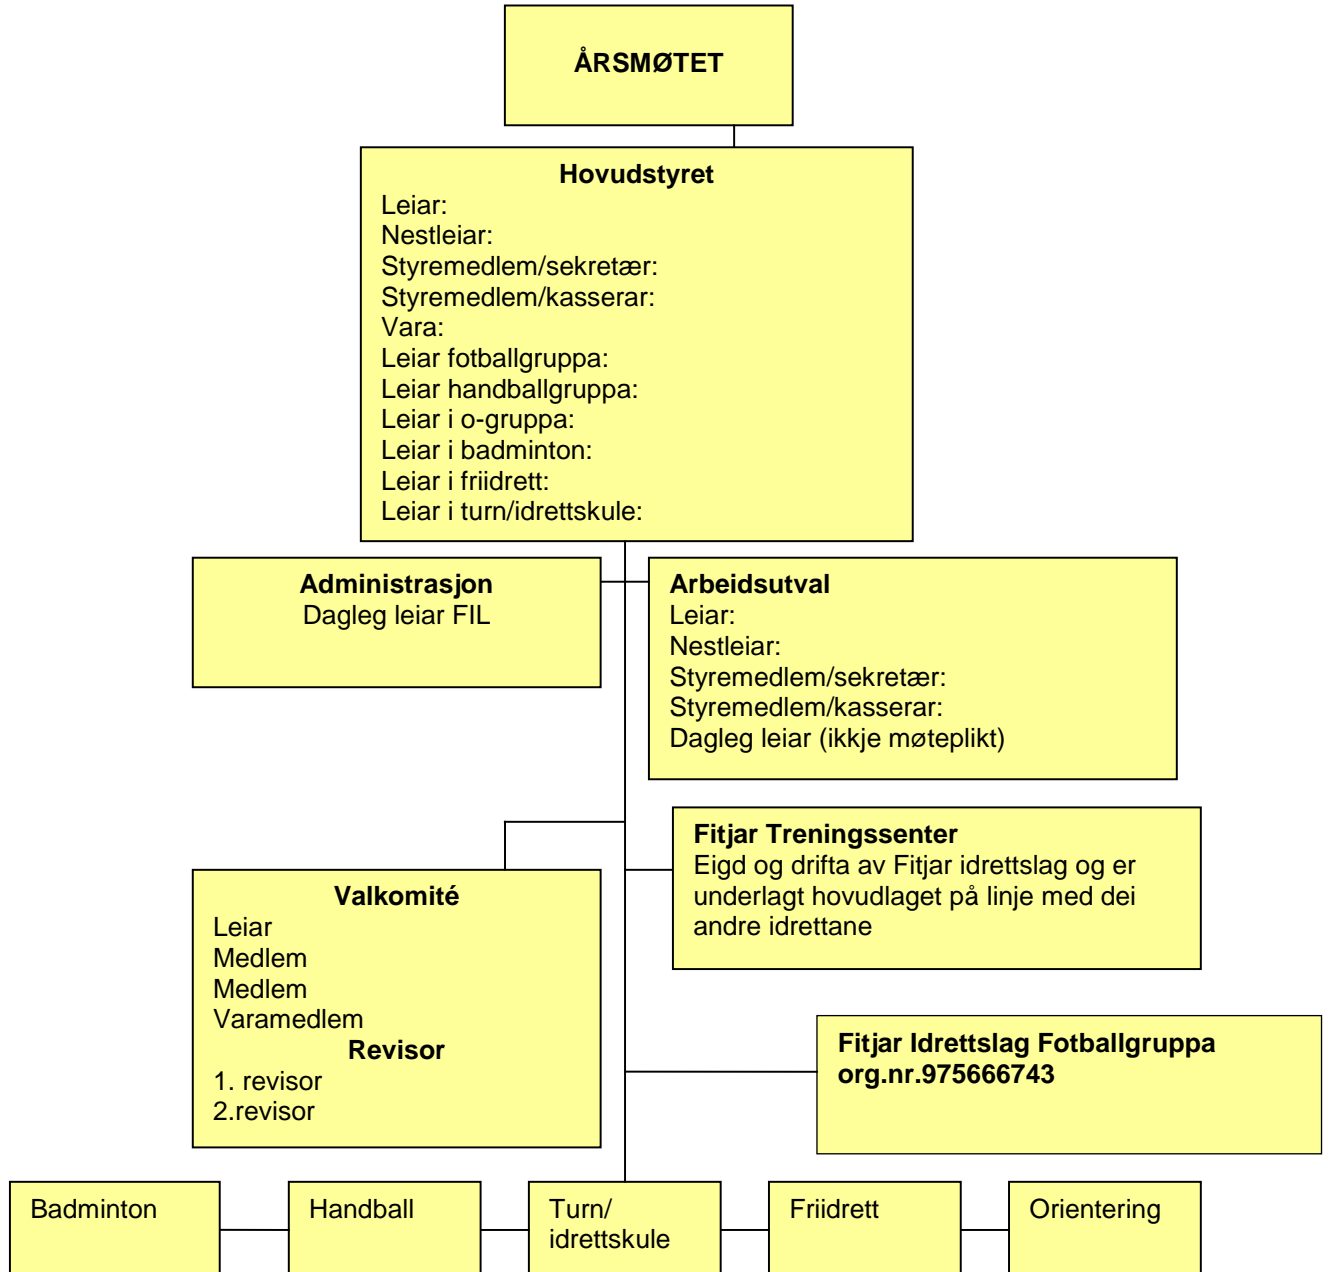 ÅRSMØTET
Hovudstyret
Leiar:
Nestleiar:
Styremedlem/sekretær:
Styremedlem/kasserar:
Vara:
Leiar fotballgruppa:
Leiar handballgruppa:
Leiar i o-gruppa:
Leiar i badminton:
Leiar i friidrett:
Leiar i turn/idrettskule:
Administrasjon
Dagleg leiar FIL
Arbeidsutval
Leiar:
Nestleiar:
Styremedlem/sekretær:
Styremedlem/kasserar:
Dagleg leiar (ikkje møteplikt)
Fitjar Treningssenter
Eigd og drifta av Fitjar idrettslag og er
underlagt hovudlaget på linje med dei
andre idrettane
Valkomité
Leiar
Medlem
Medlem
Varamedlem
Revisor
1. revisor
2.revisor
Fitjar Idrettslag Fotballgruppa
org.nr.975666743
Badminton
Handball
Turn/
idrettskule
Friidrett
Orientering